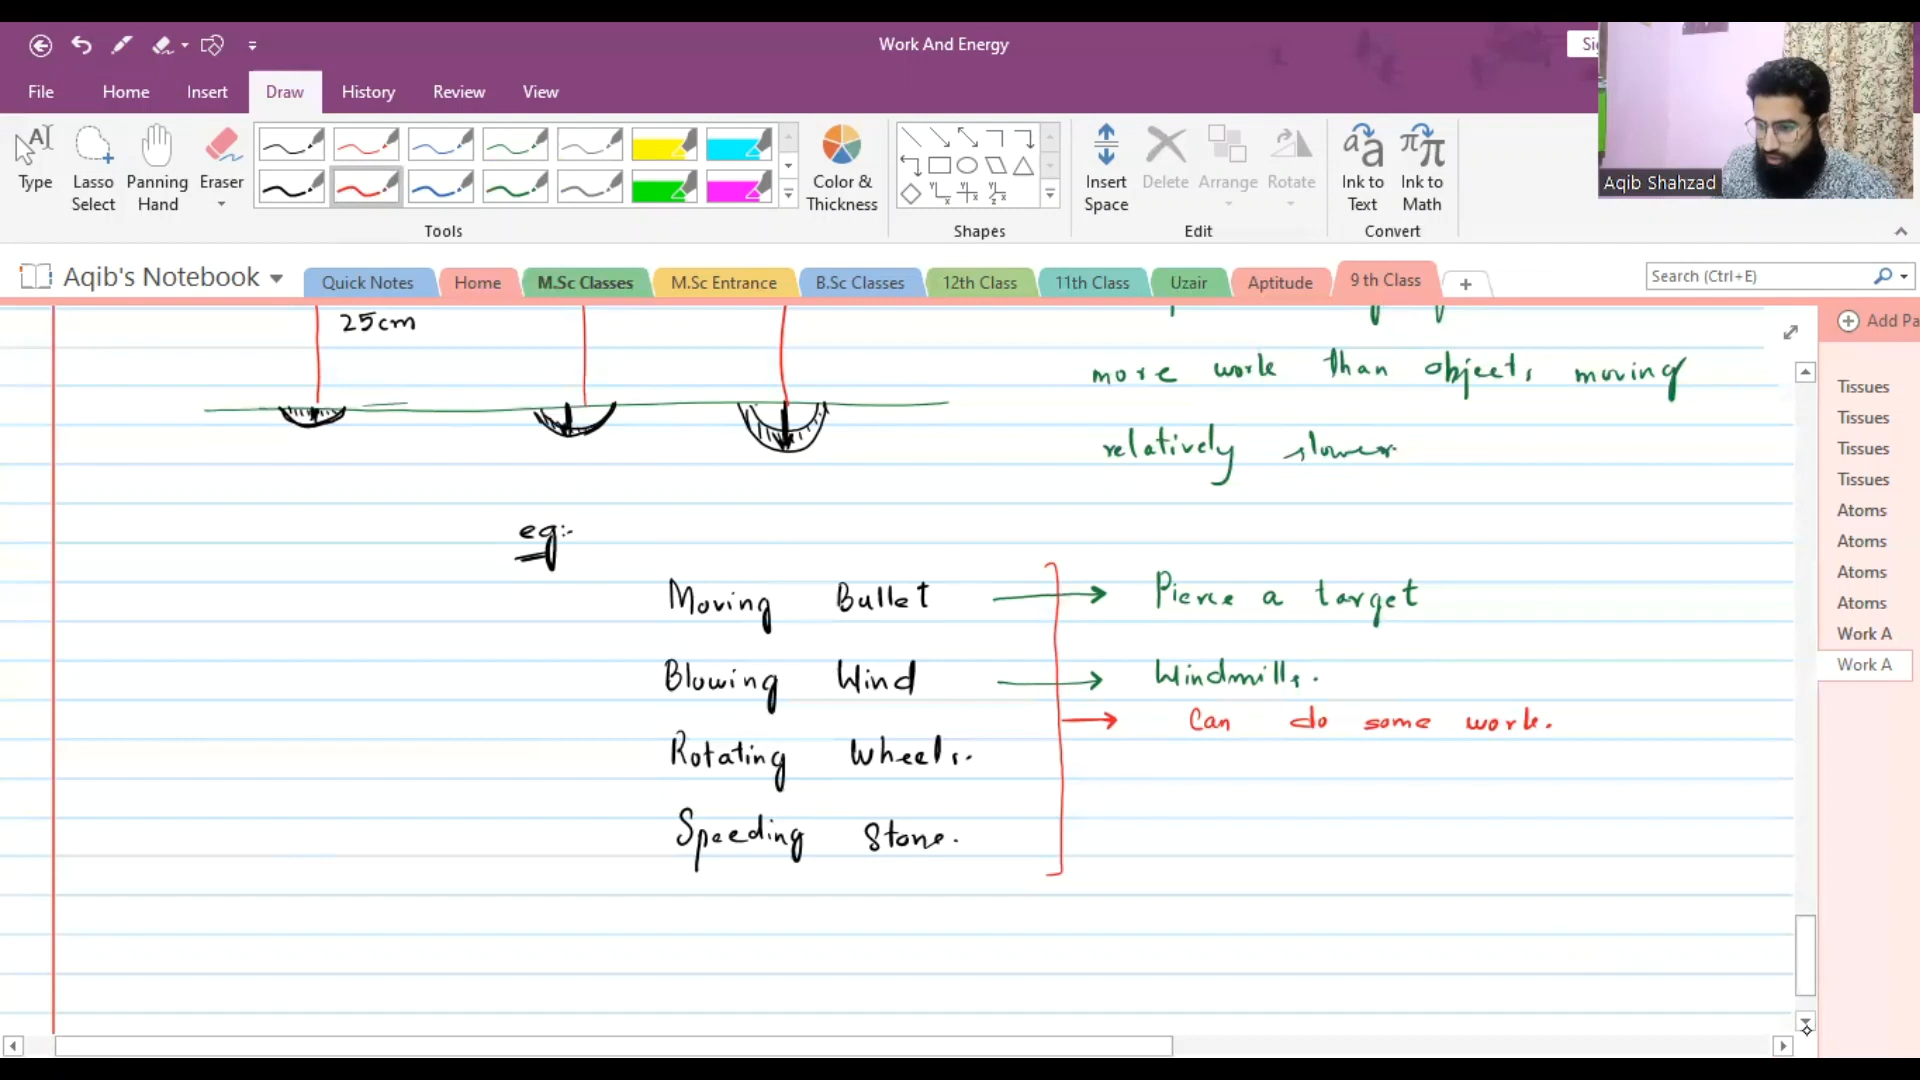 Work And Energy
Si
File Home Insert Draw History Review View
Type
Lasso Select
Panning Hand
Eraser
Color & Thickness
Insert Space
Delete
Arrange
Rotate
Ink to Text
Ink to Math
Aqib Shahzad
Tools Shapes Edit Convert
Aqib's Notebook Quick Notes Home M.Sc Classes M.Sc Entrance B.Sc Classes 12th Class 11th Class Uzair Aptitude 9 th Class + Search (Ctrl+E)
Add Pa
25cm
more work than objects moving
relatively slower
eg:-
Moving Bullet → Pierce a target
Blowing Wind → Windmills.
→ Can do some work.
Rotating Wheels.
Speeding Stone.
Tissues
Tissues
Tissues
Tissues
Atoms
Atoms
Atoms
Atoms
Work A
Work A